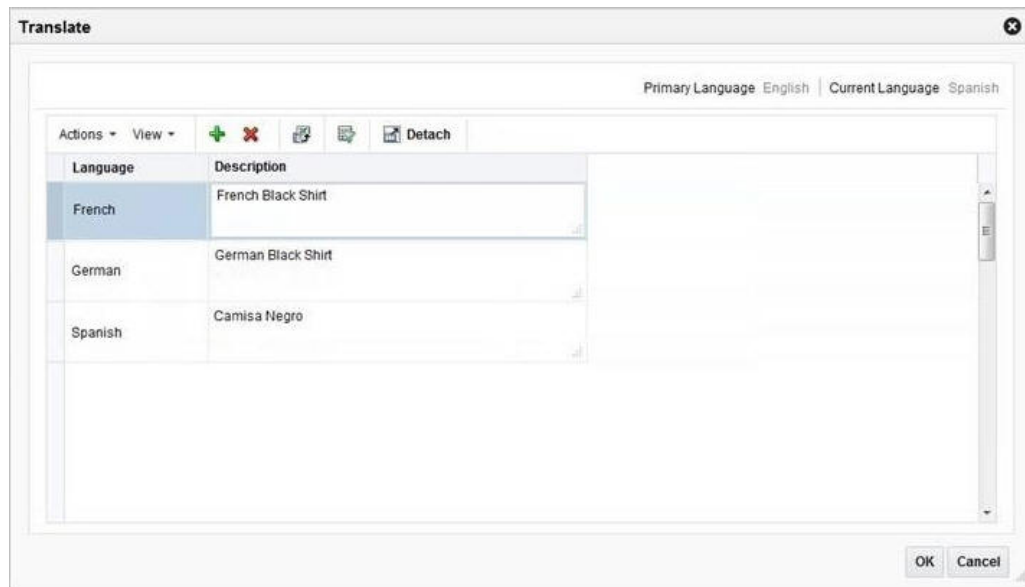 Translate
Primary Language English Current Language Spanish
Actions View Detach
Language Description
French French Black Shirt
German German Black Shirt
Spanish Camisa Negro
OK Cancel